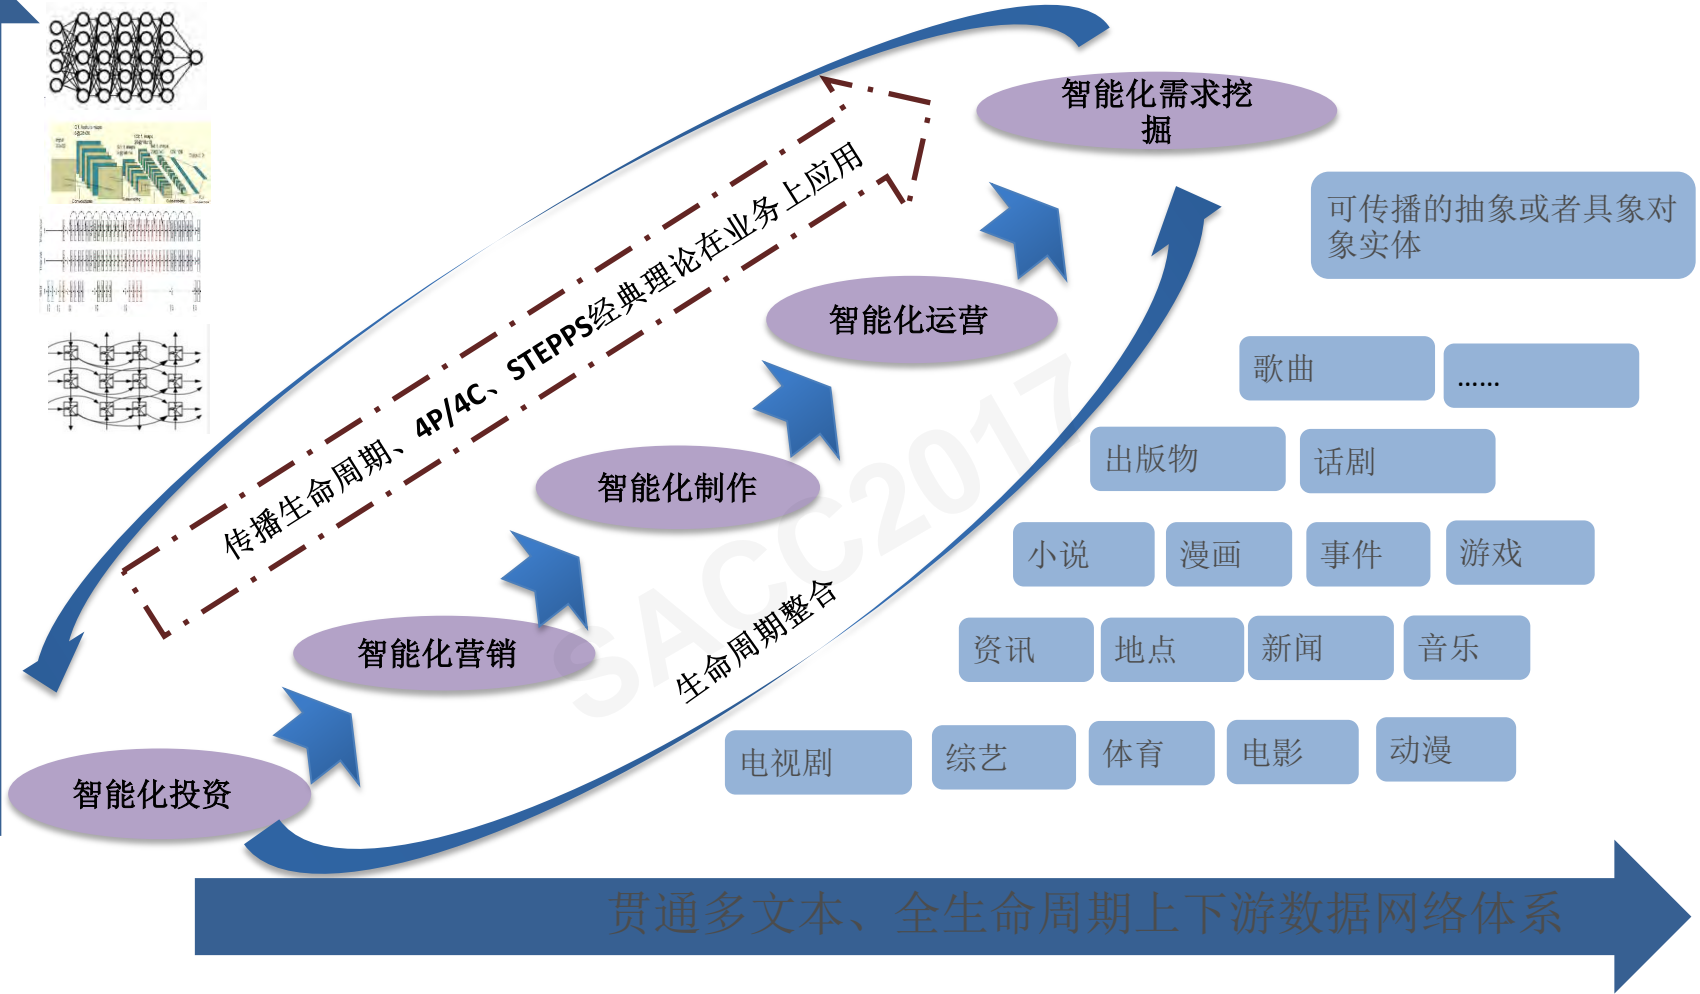 智能化需求挖
掘
可传播的抽象或者具象对
象实体
传播生命周期、4P/4C、STEPPS经典理论在业务上应用
智能化运营
歌曲
......
智能化制作
出版物
话剧
小说
漫画
事件
游戏
智能化营销
生命周期整合
资讯
地点
新闻
音乐
智能化投资
电视剧
综艺
体育
电影
动漫
贯通多文本、全生命周期上下游数据网络体系
SACC2017